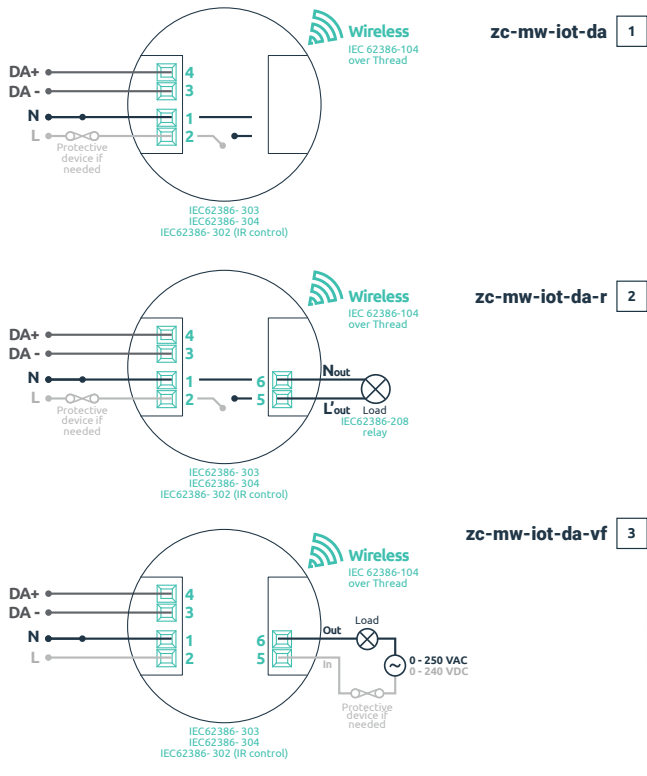 zc-mw-iot-da 1
Wireless
IEC 62386-104
over Thread
DA+ 4
DA - 3
N 1
L 2
Protective
device if
needed
IEC62386- 303
IEC62386- 304
IEC62386- 302 (IR control)
zc-mw-iot-da-r 2
Wireless
IEC 62386-104
over Thread
DA+ 4
DA - 3
N 1 6 Nout
L 2 5 L'out
Protective
device if
needed
Load
IEC62386-208
relay
IEC62386- 303
IEC62386- 304
IEC62386- 302 (IR control)
zc-mw-iot-da-vf 3
Wireless
IEC 62386-104
over Thread
DA+ 4
DA - 3
N 1 6 Out Load
L 2 5 In
0 - 250 VAC
0 - 240 VDC
Protective
device if
needed
IEC62386- 303
IEC62386- 304
IEC62386- 302 (IR control)